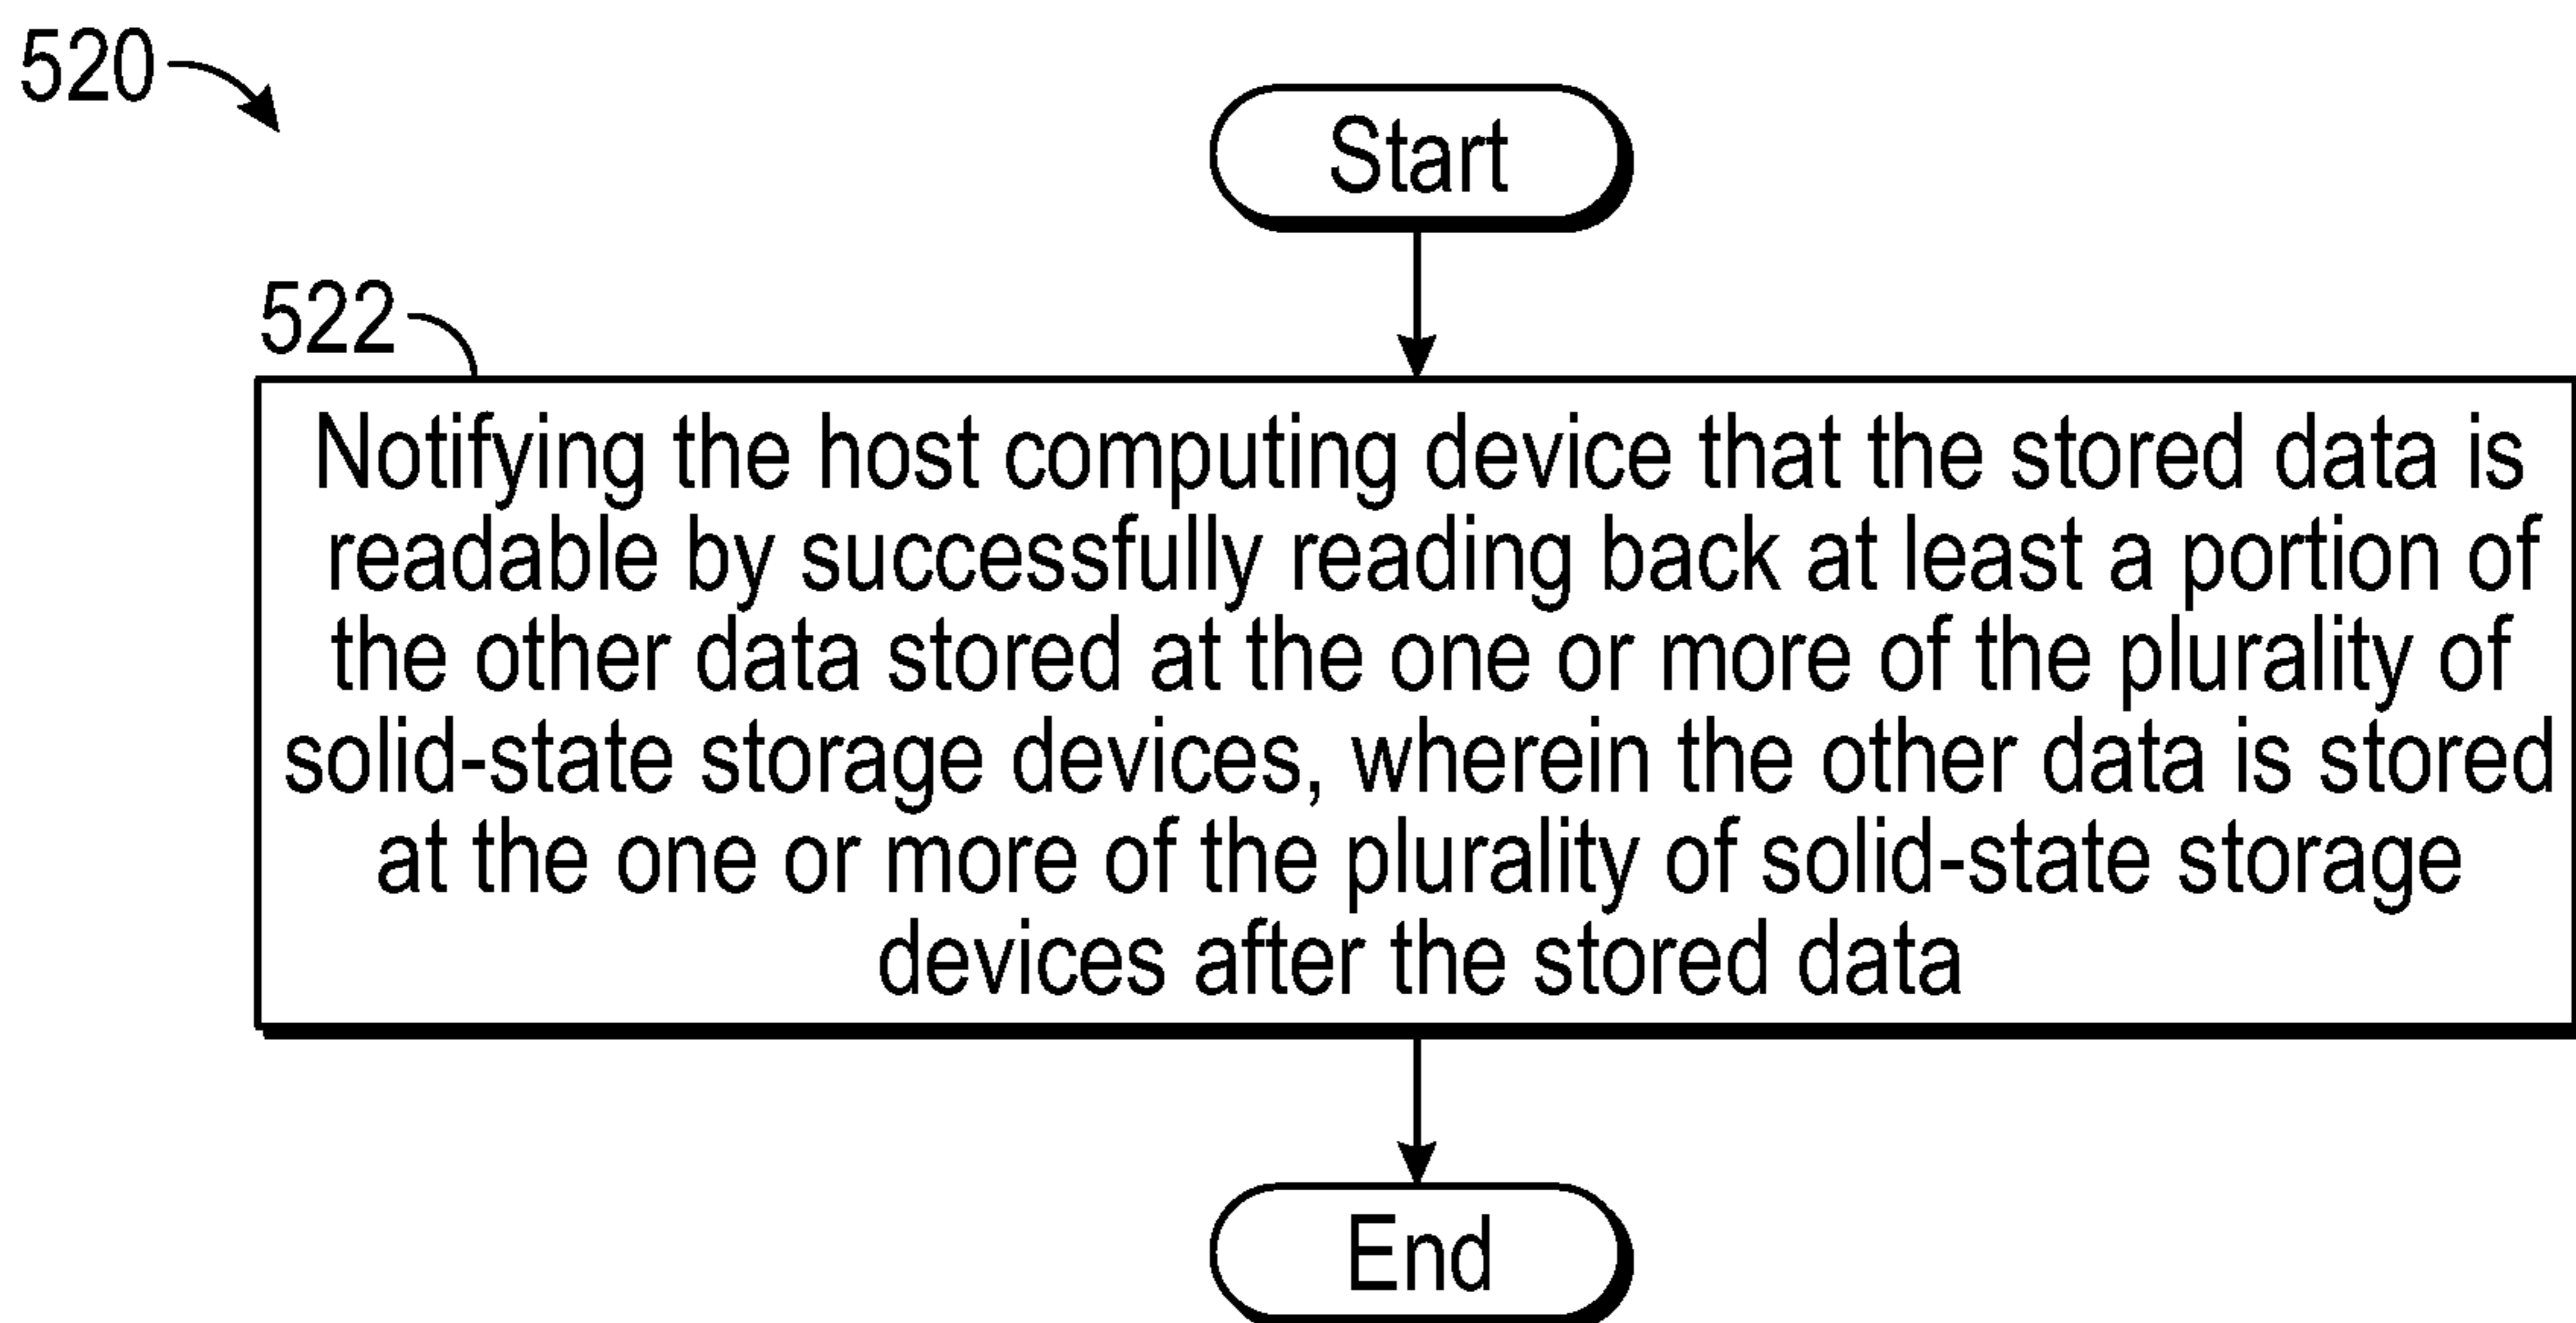 520
Start
522
Notifying the host computing device that the stored data is
readable by successfully reading back at least a portion of
the other data stored at the one or more of the plurality of
solid-state storage devices, wherein the other data is stored
at the one or more of the plurality of solid-state storage
devices after the stored data
End